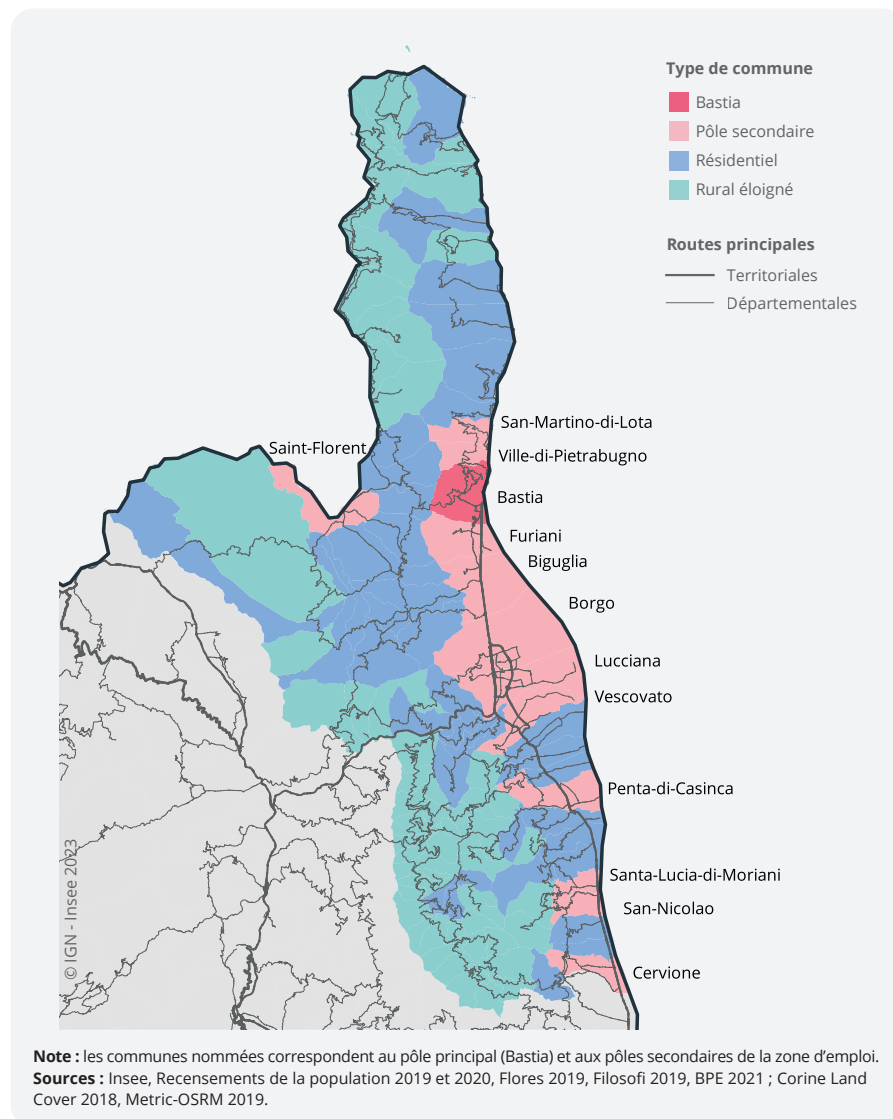 Type de commune
Bastia
Pôle secondaire
Résidentiel
Rural éloigné
Routes principales
Territoriales
Départementales
San-Martino-di-Lota
Saint-Florent
Ville-di-Pietrabugno
Bastia
Furiani
Biguglia
Borgo
Lucciana
Vescovato
Penta-di-Casinca
Santa-Lucia-di-Moriani
San-Nicolao
Cervione
© IGN - Insee 2023
Note : les communes nommées correspondent au pôle principal (Bastia) et aux pôles secondaires de la zone d’emploi.
Sources : Insee, Recensements de la population 2019 et 2020, Flores 2019, Filosofi 2019, BPE 2021 ; Corine Land
Cover 2018, Metric-OSRM 2019.